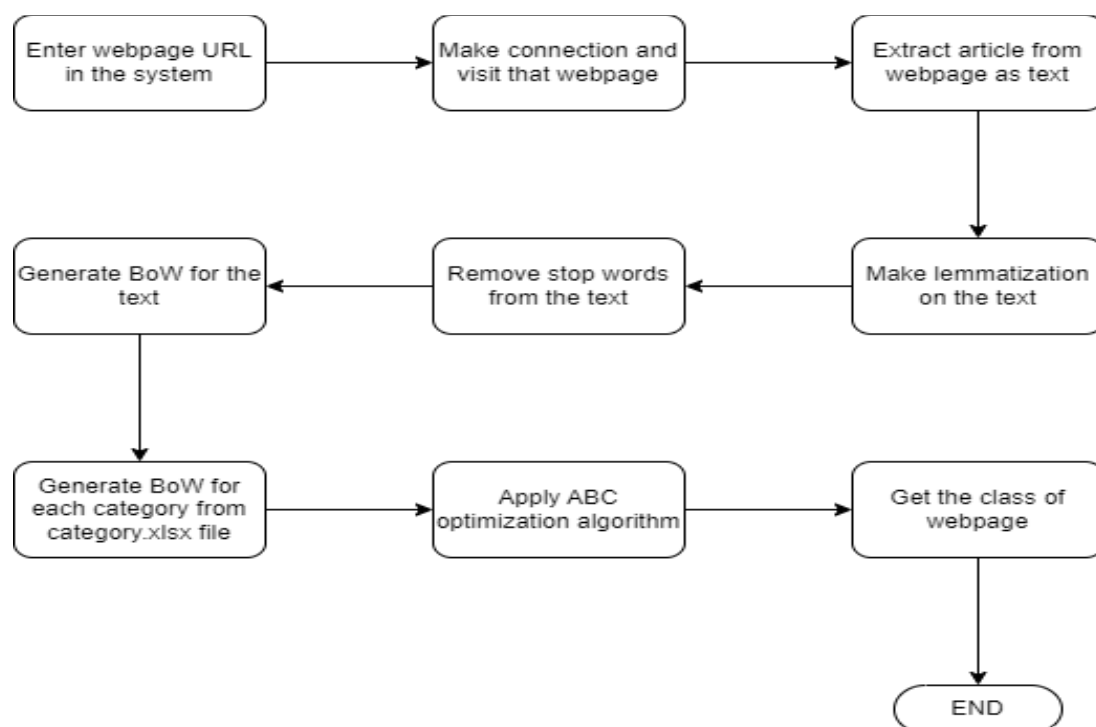 Enter webpage URL
in the system
Make connection and
visit that webpage
Extract article from
webpage as text
Make lemmatization
on the text
Remove stop words
from the text
Generate BoW for the
text
Generate BoW for
each category from
category.xlsx file
Apply ABC
optimization algorithm
Get the class of
webpage
END